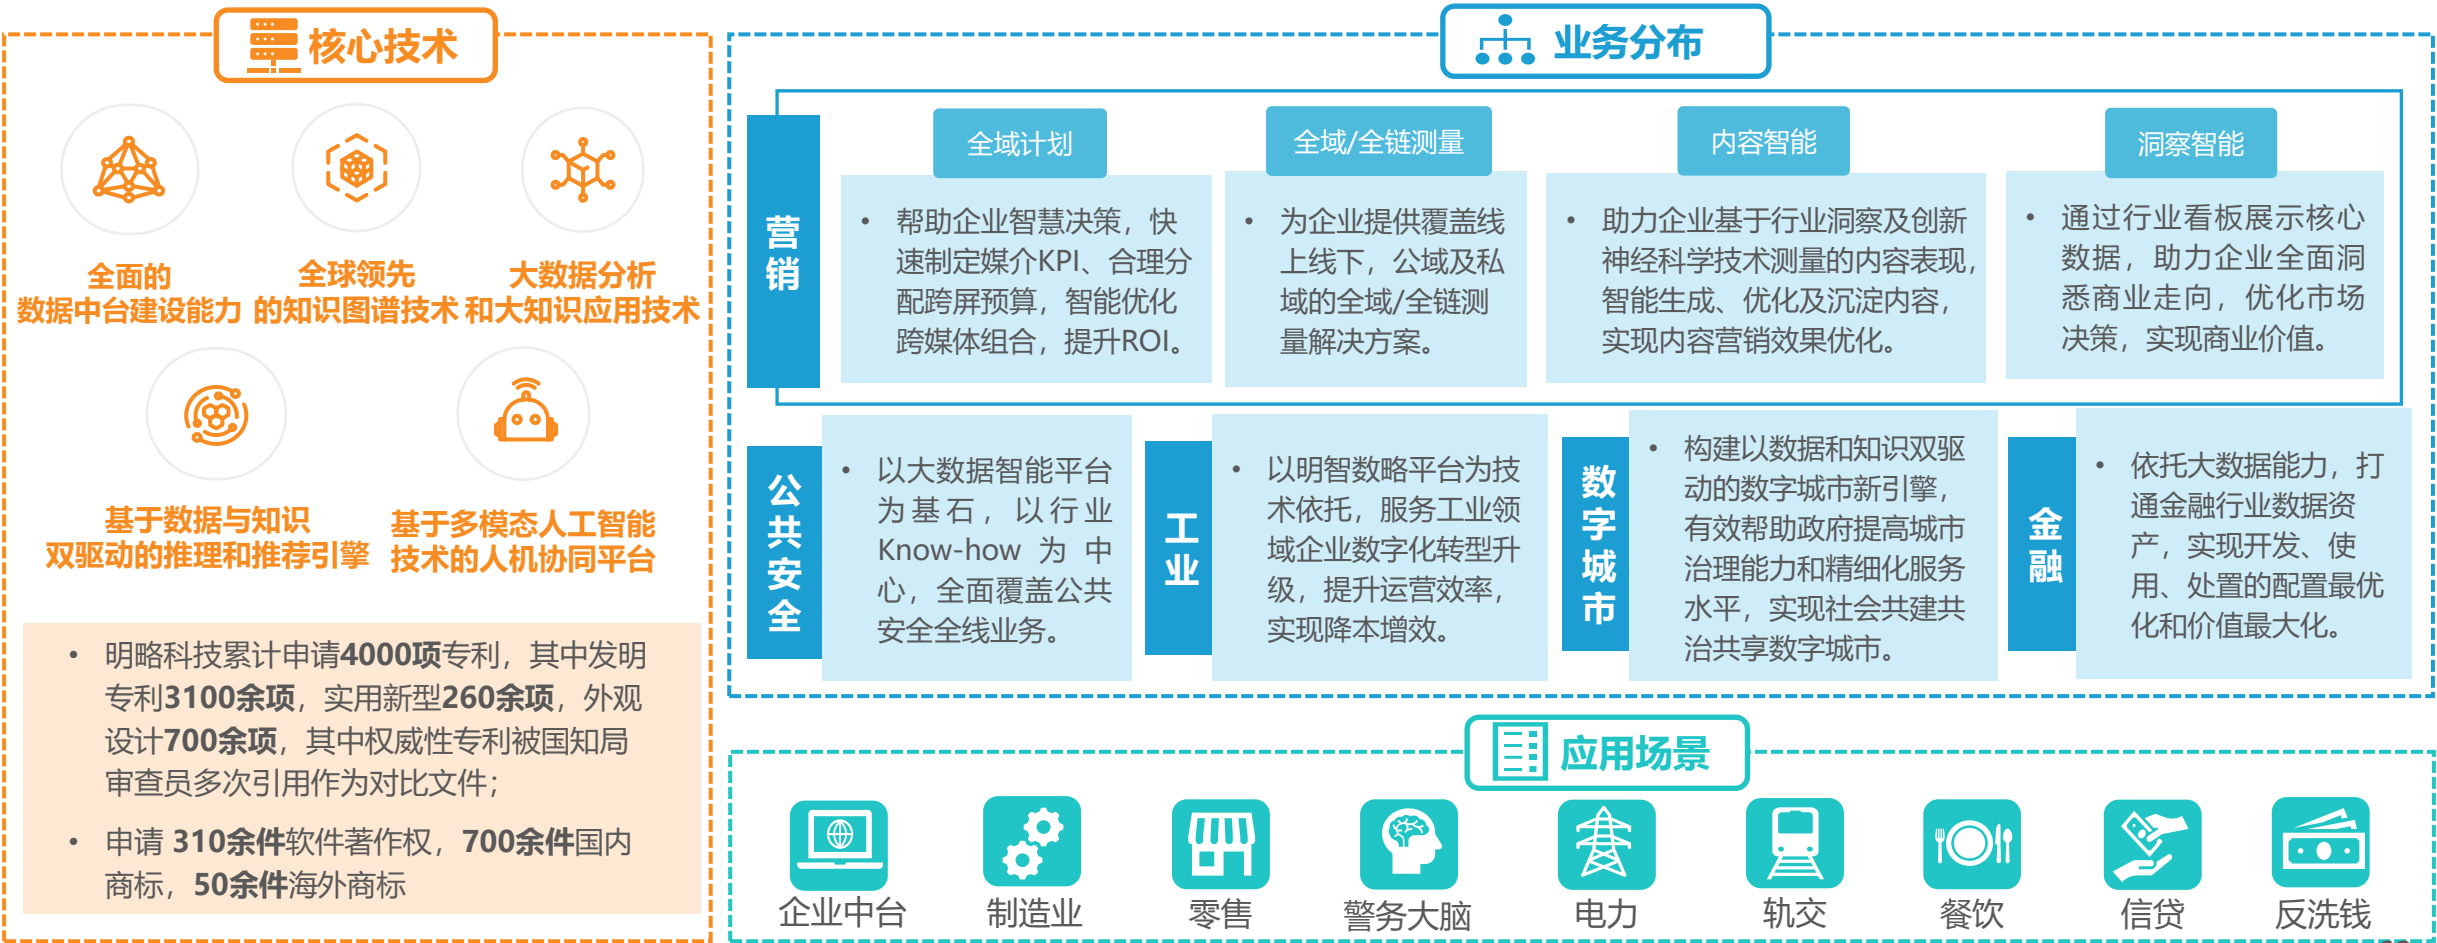 核心技术
全面的
数据中台建设能力
全球领先
的知识图谱技术
大数据分析
和大知识应用技术
基于数据与知识
双驱动的推理和推荐引擎
基于多模态人工智能
技术的人机协同平台
• 明略科技累计申请4000项专利，其中发明
专利3100余项，实用新型260余项，外观
设计700余项，其中权威性专利被国知局
审查员多次引用作为对比文件；
• 申请 310余件软件著作权，700余件国内
商标，50余件海外商标
业务分布
营
销
全域计划
• 帮助企业智慧决策，快
速制定媒介KPI、合理分
配跨屏预算，智能优化
跨媒体组合，提升ROI。
全域/全链测量
• 为企业提供覆盖线
上线下，公域及私
域的全域/全链测
量解决方案。
内容智能
• 助力企业基于行业洞察及创新
神经科学技术测量的内容表现，
智能生成、优化及沉淀内容，
实现内容营销效果优化。
洞察智能
• 通过行业看板展示核心
数据，助力企业全面洞
悉商业走向，优化市场
决策，实现商业价值。
公
共
安
全
• 以大数据智能平台
为基石，以行业
Know-how 为 中
心，全面覆盖公共
安全全线业务。
工
业
• 以明智数略平台为技
术依托，服务工业领
域企业数字化转型升
级，提升运营效率，
实现降本增效。
数
字
城
市
• 构建以数据和知识双驱
动的数字城市新引擎，
有效帮助政府提高城市
治理能力和精细化服务
水平，实现社会共建共
治共享数字城市。
金
融
• 依托大数据能力，打
通金融行业数据资
产，实现开发、使
用、处置的配置最优
化和价值最大化。
应用场景
企业中台
制造业
零售
警务大脑
电力
轨交
餐饮
信贷
反洗钱